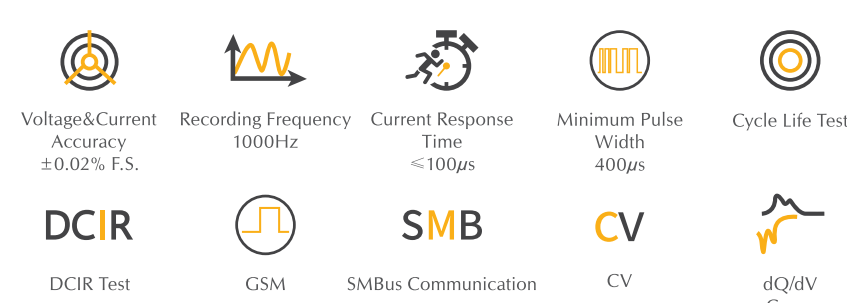 Voltage&Current Recording Frequency Current Response Minimum Pulse Cycle Life Test
Accuracy 1000Hz Time Width
±0.02% F.S. ≤100μs 400μs
DCIR SMB CV
DCIR Test GSM SMBus Communication CV dQ/dV